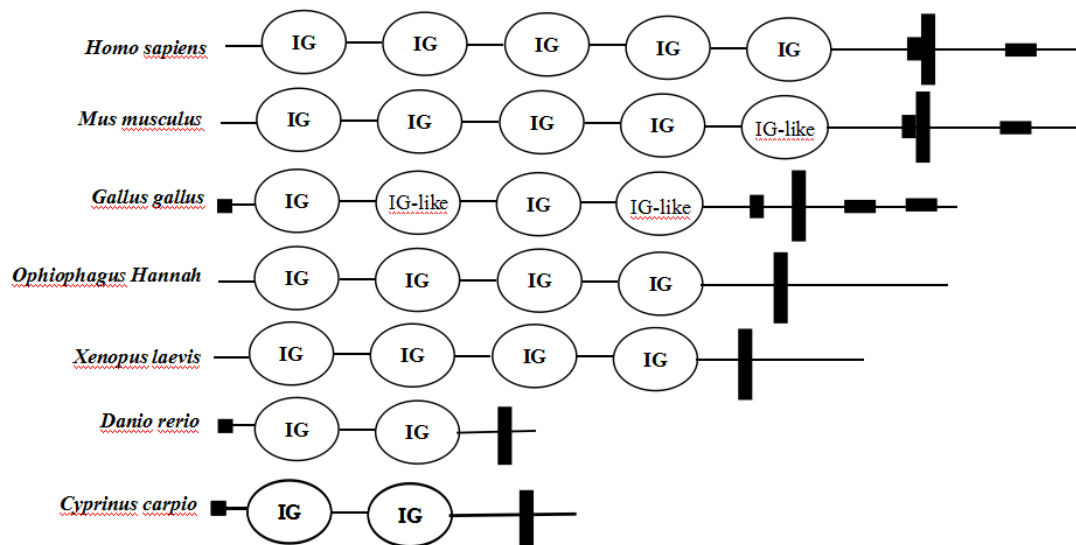 Homo sapiens IG IG IG IG IG
Mus musculus IG IG IG IG IG-like
Gallus gallus IG IG-like IG IG-like
Ophiophagus Hannah IG IG IG IG
Xenopus laevis IG IG IG IG
Danio rerio IG IG
Cyprinus carpio IG IG